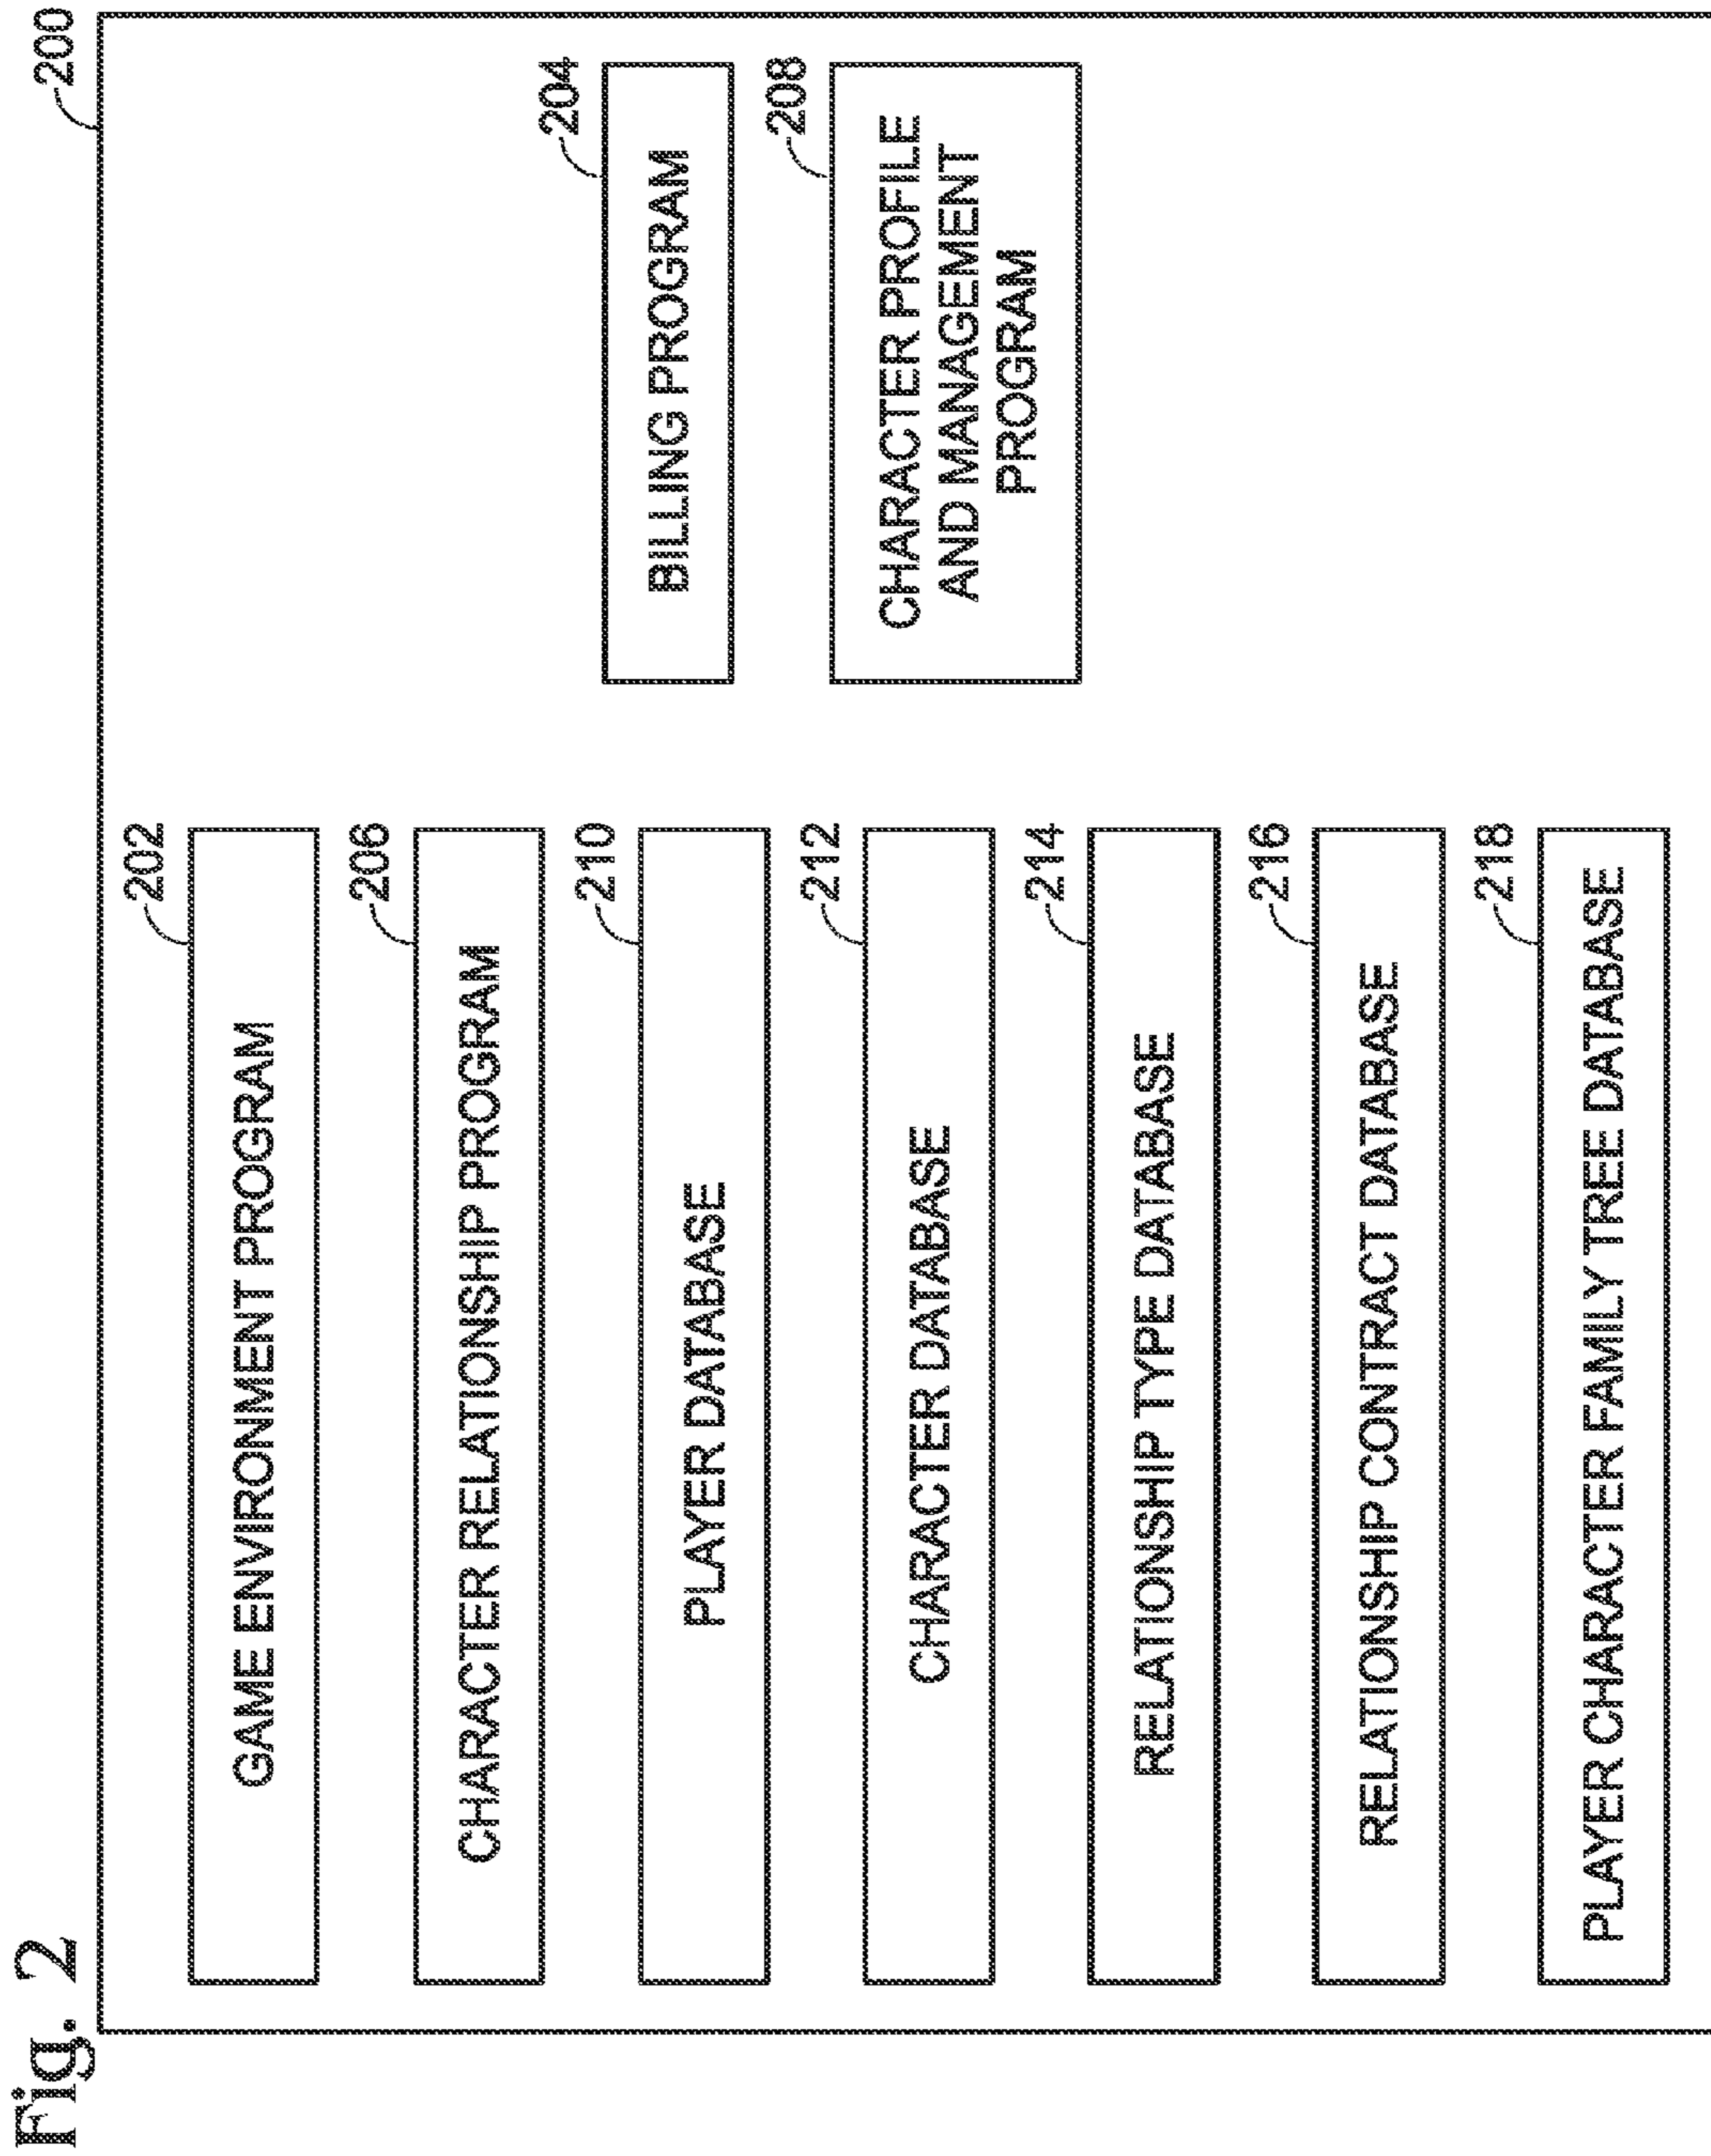 Fig. 2
200
202
GAME ENVIRONMENT PROGRAM
206
CHARACTER RELATIONSHIP PROGRAM
204
BILLING PROGRAM
210
PLAYER DATABASE
208
CHARACTER PROFILE
AND MANAGEMENT
PROGRAM
212
CHARACTER DATABASE
214
RELATIONSHIP TYPE DATABASE
216
RELATIONSHIP CONTRACT DATABASE
218
PLAYER CHARACTER FAMILY TREE DATABASE